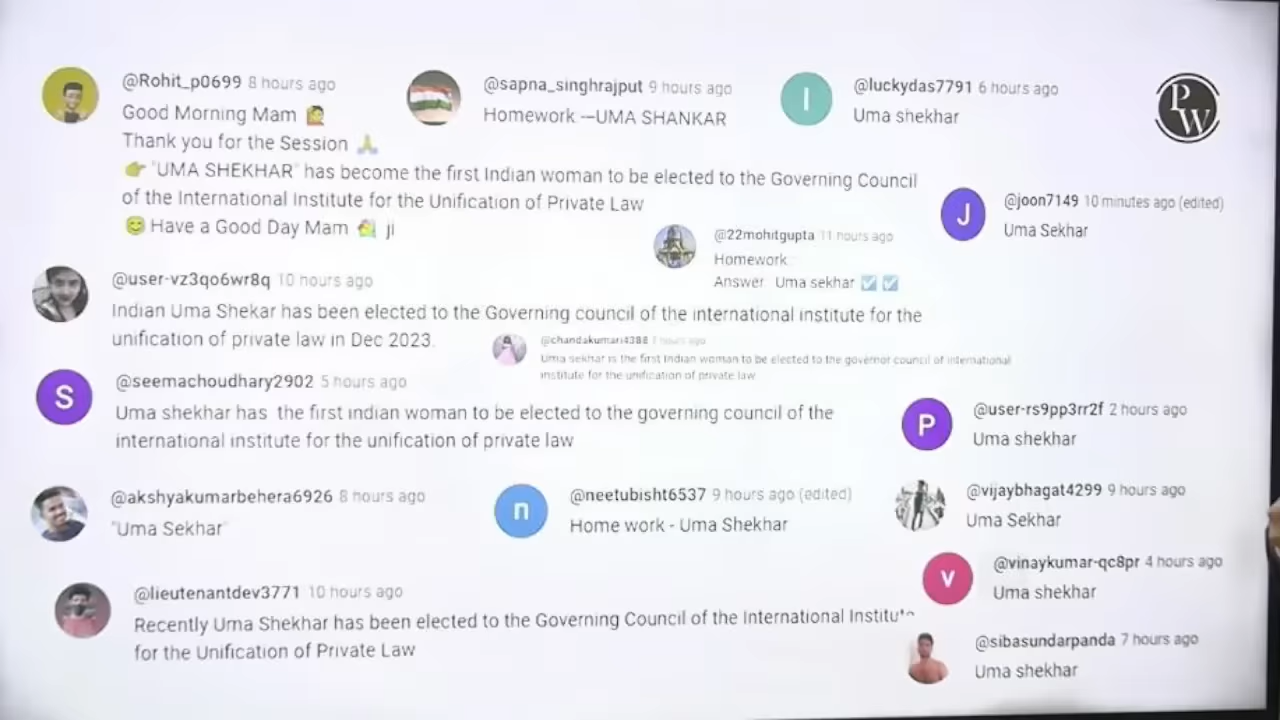 @Rohit_p0699 8 hours ago
Good Morning Mam 🙋
Thank you for the Session 🙏
👉 "UMA SHEKHAR" has become the first Indian woman to be elected to the Governing Council
of the International Institute for the Unification of Private Law
😊 Have a Good Day Mam 💐 ji
@sapna_singhrajput 9 hours ago
Homework —UMA SHANKAR
@luckydas7791 6 hours ago
Uma shekhar
PW
@joon7149 10 minutes ago (edited)
Uma Sekhar
@22mohitgupta 11 hours ago
Homework
Answer Uma sekhar ☑️ ☑️
@user-vz3qo6wr8q 10 hours ago
Indian Uma Shekar has been elected to the Governing council of the international institute for the
unification of private law in Dec 2023.
@chandakumari4388 hours ago
Uma sekhar is the first Indian woman to be elected to the governor council of international
institute for the unification of private law
S
@seemachoudhary2902 5 hours ago
Uma shekhar has the first indian woman to be elected to the governing council of the
international institute for the unification of private law
P
@user-rs9pp3rr2f 2 hours ago
Uma shekhar
@akshyakumarbehera6926 8 hours ago
"Uma Sekhar"
n
@neetubisht6537 9 hours ago (edited)
Home work - Uma Shekhar
@vijaybhagat4299 9 hours ago
Uma Sekhar
v
@vinaykumar-qc8pr 4 hours ago
Uma shekhar
@lieutenantdev3771 10 hours ago
Recently Uma Shekhar has been elected to the Governing Council of the International Institute
for the Unification of Private Law
@sibasundarpanda 7 hours ago
Uma shekhar